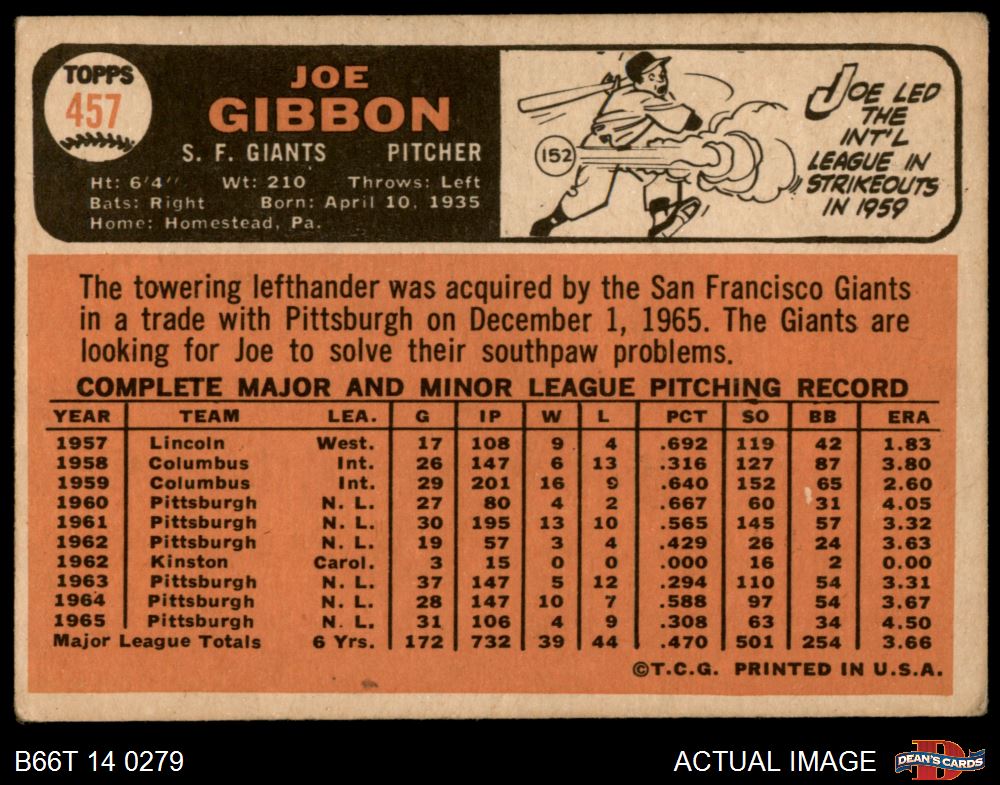 TOPPS
457
JOE
GIBBON
S. F. GIANTS PITCHER
Ht: 6'4" Wt: 210 Throws: Left
Bats: Right Born: April 10, 1935
Home: Homestead, Pa.
152
JOE LED
THE
INT'L
LEAGUE IN
STRIKEOUTS
IN 1959
The towering lefthander was acquired by the San Francisco Giants
in a trade with Pittsburgh on December 1, 1965. The Giants are
looking for Joe to solve their southpaw problems.
COMPLETE MAJOR AND MINOR LEAGUE PITCHING RECORD
YEAR TEAM LEA. G IP W L PCT SO BB ERA
1957 Lincoln West. 17 108 9 4 .692 119 42 1.83
1958 Columbus Int. 26 147 6 13 .316 127 87 3.80
1959 Columbus Int. 29 201 16 9 .640 152 65 2.60
1960 Pittsburgh N. L. 27 80 4 2 .667 60 31 4.05
1961 Pittsburgh N. L. 30 195 13 10 .565 145 57 3.32
1962 Pittsburgh N. L. 19 57 3 4 .429 26 24 3.63
1962 Kinston Carol. 3 15 0 0 .000 16 2 0.00
1963 Pittsburgh N. L. 37 147 5 12 .294 110 54 3.31
1964 Pittsburgh N. L. 28 147 10 7 .588 97 54 3.67
1965 Pittsburgh N. L. 31 106 4 9 .308 63 34 4.50
Major League Totals 6 Yrs. 172 732 39 44 .470 501 254 3.66
©T.C.G. PRINTED IN U.S.A.
B66T 14 0279 ACTUAL IMAGE
D
DEAN'S CARDS